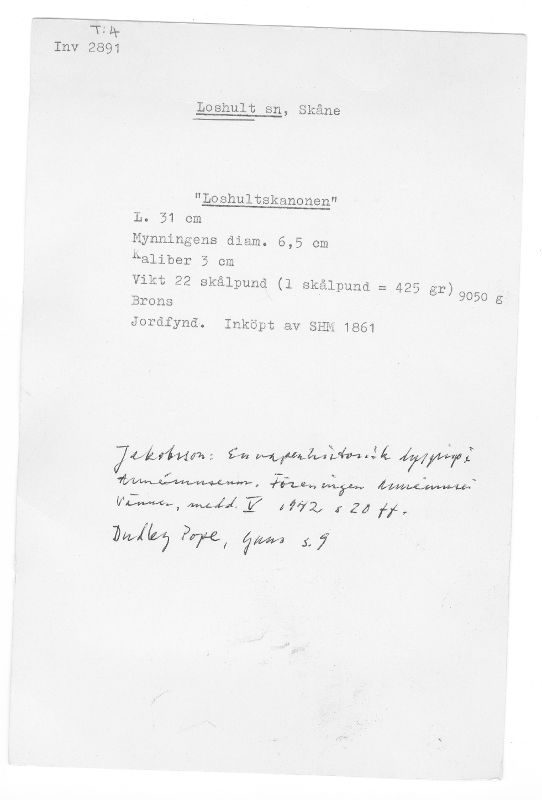 T:4
Inv 2891
Loshult sn, Skåne
"Loshultskanonen"
L. 31 cm
Mynningens diam. 6,5 cm
Kaliber 3 cm
Vikt 22 skålpund (1 skålpund = 425 gr) 9050 g
Brons
Jordfynd. Inköpt av SHM 1861
Jakobsson: En vapenhistorisk dyrgrip i
Armémuseum. Föreningen Armémusei
Vänner, medd. V 1942 s 20 ff.
Dudley Pope, Guns s. 9